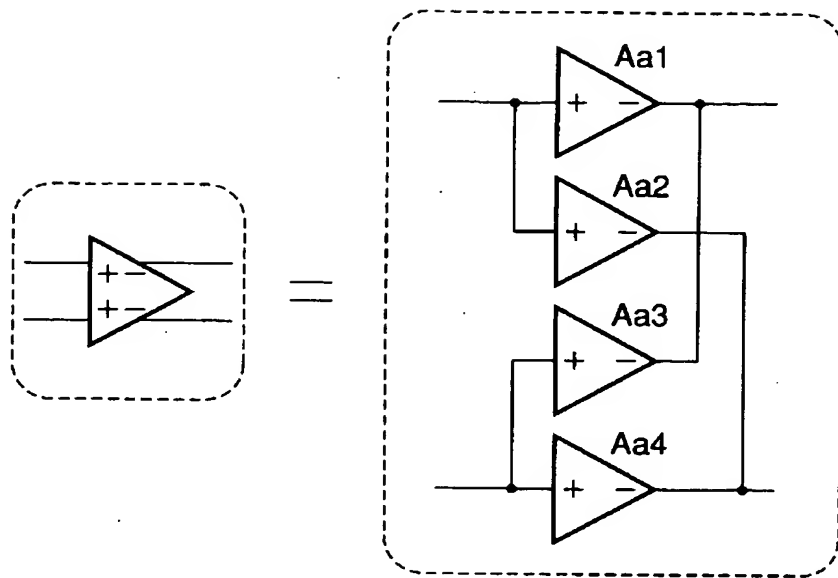 Aa1
+ −
Aa2
+ −
+ −
+ −
=
Aa3
+ −
Aa4
+ −